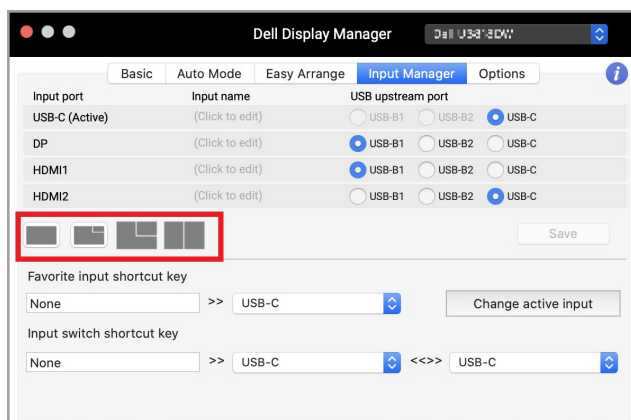 Dell Display Manager
Basic Auto Mode Easy Arrange Input Manager Options i
Input port Input name USB upstream port
USB-C (Active) (Click to edit) USB-B1 USB-B2 USB-C
DP (Click to edit) USB-B1 USB-B2 USB-C
HDMI1 (Click to edit) USB-B1 USB-B2 USB-C
HDMI2 (Click to edit) USB-B1 USB-B2 USB-C
Save
Favorite input shortcut key
None >> USB-C Change active input
Input switch shortcut key
None >> USB-C <<>> USB-C